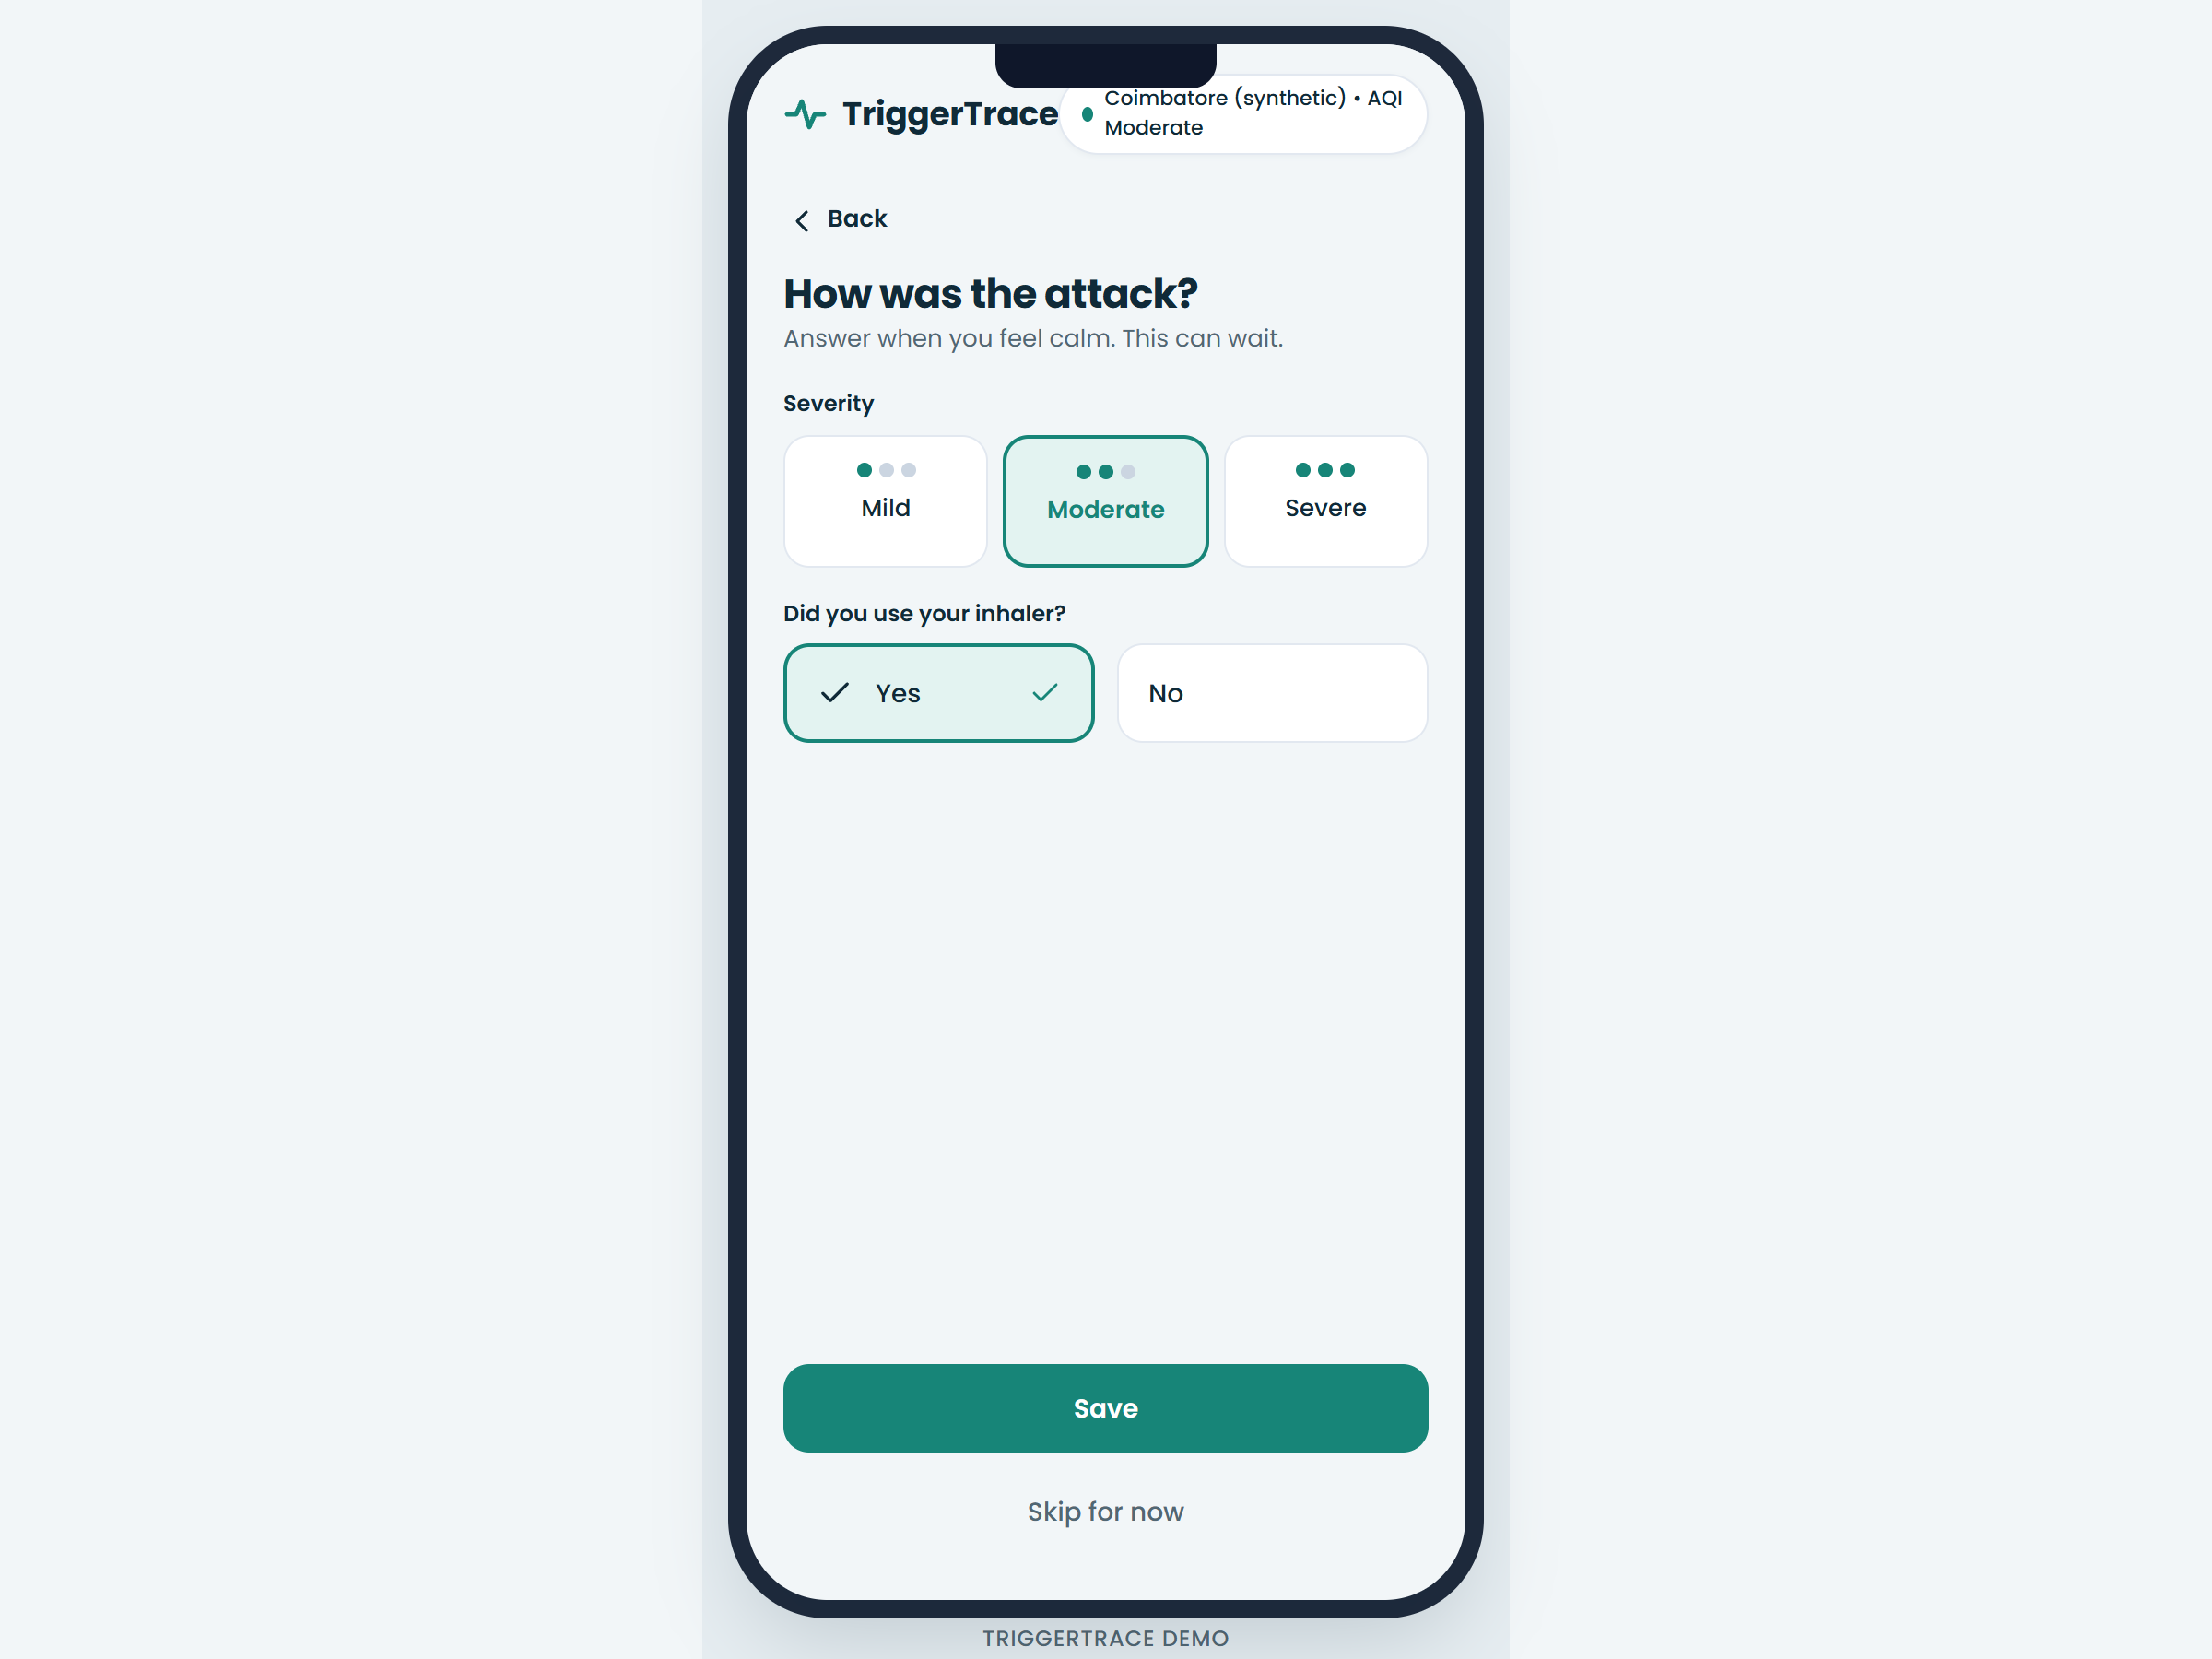 TriggerTrace
Coimbatore (synthetic) • AQI
Moderate
Back
How was the attack?
Answer when you feel calm. This can wait.
Severity
Mild
Moderate
Severe
Did you use your inhaler?
Yes
No
Save
Skip for now
TRIGGERTRACE DEMO